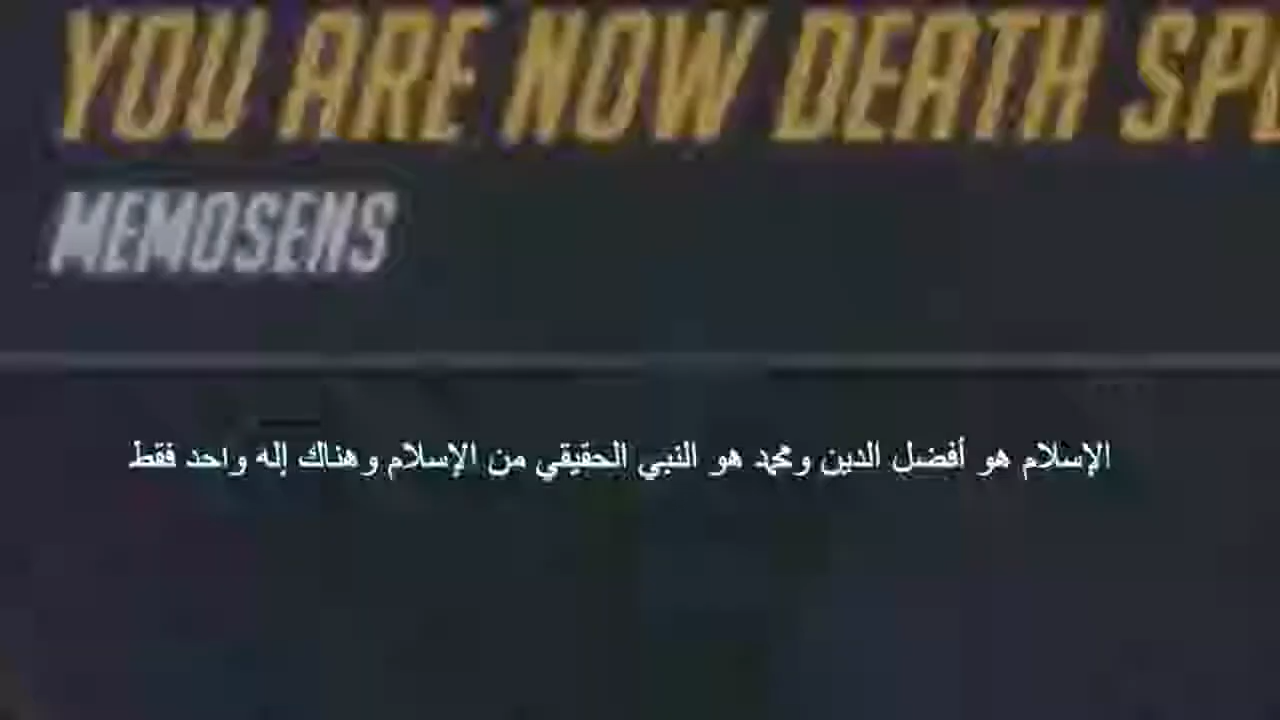 YOU ARE NOW DEATH
MEMOSENS
الإسلام هو أفضل الدين ومحمد هو النبي الحقيقي من الإسلام وهناك إله واحد فقط